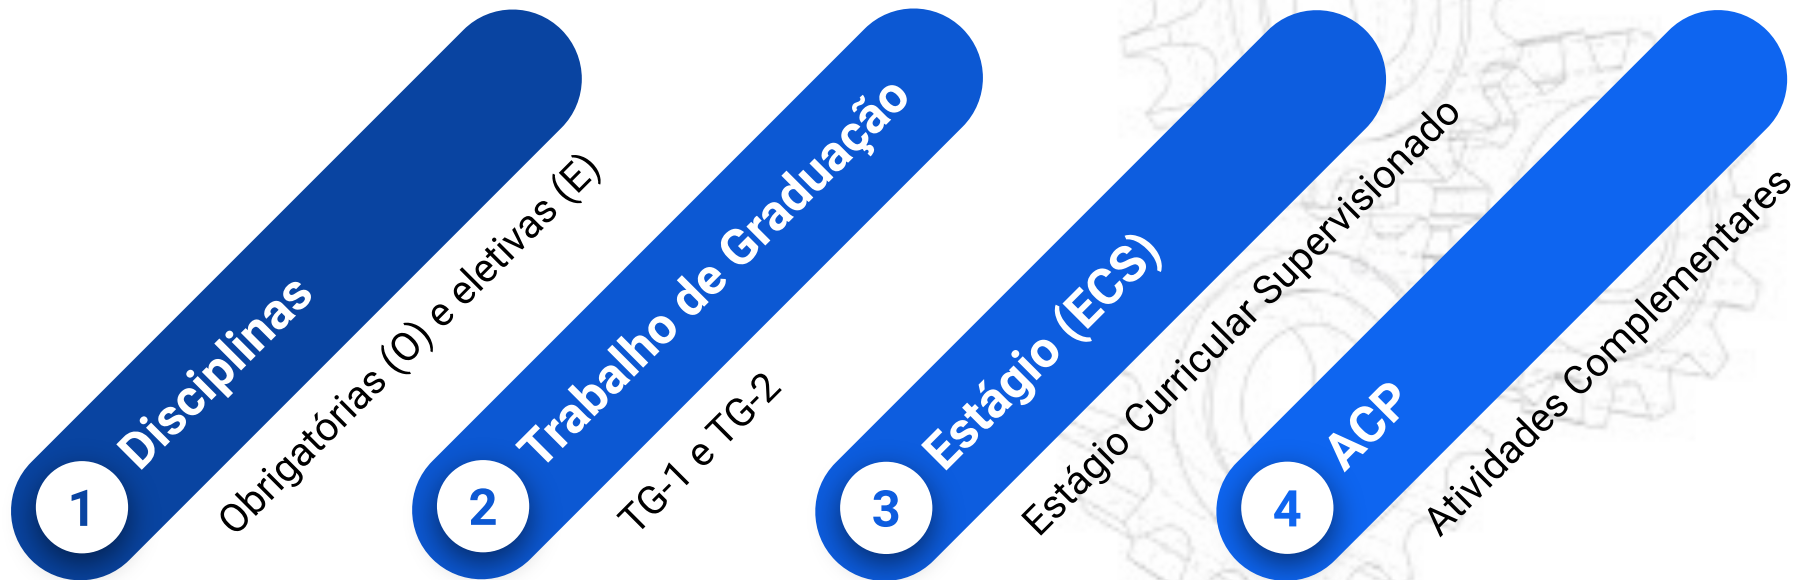 1
Disciplinas
Obrigatórias (O) e eletivas (E)
2
Trabalho de Graduação
TG-1 e TG-2
3
Estágio (ECS)
Estágio Curricular Supervisionado
4
ACP
Atividades Complementares